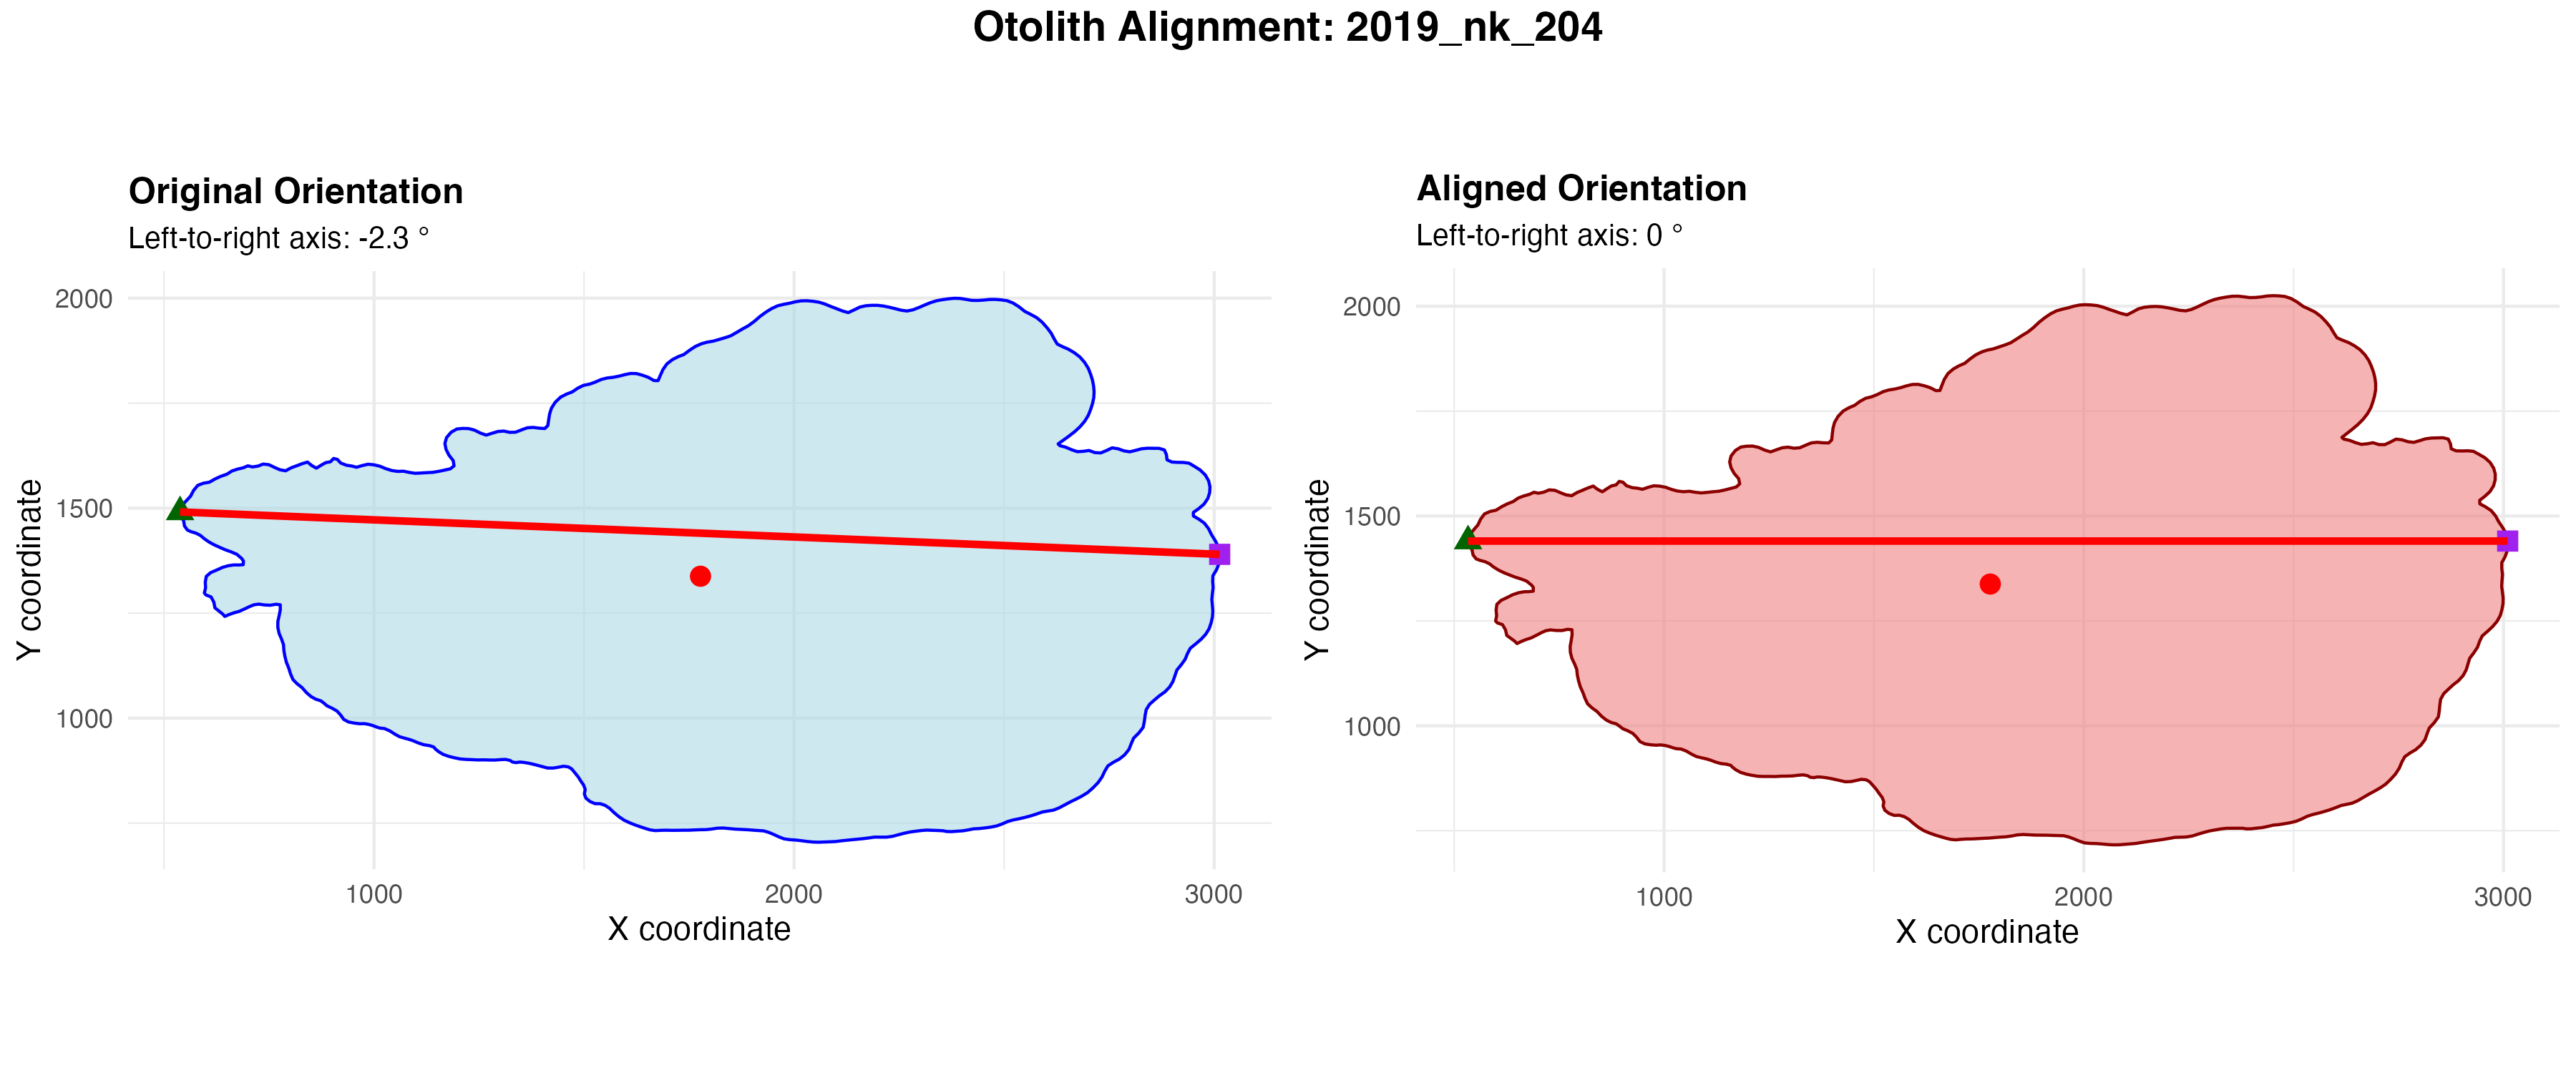 Otolith Alignment: 2019_nk_204
Original Orientation
Left-to-right axis: -2.3 °
Y coordinate
2000
1500
1000
1000
2000
3000
X coordinate
Aligned Orientation
Left-to-right axis: 0 °
Y coordinate
2000
1500
1000
1000
2000
3000
X coordinate